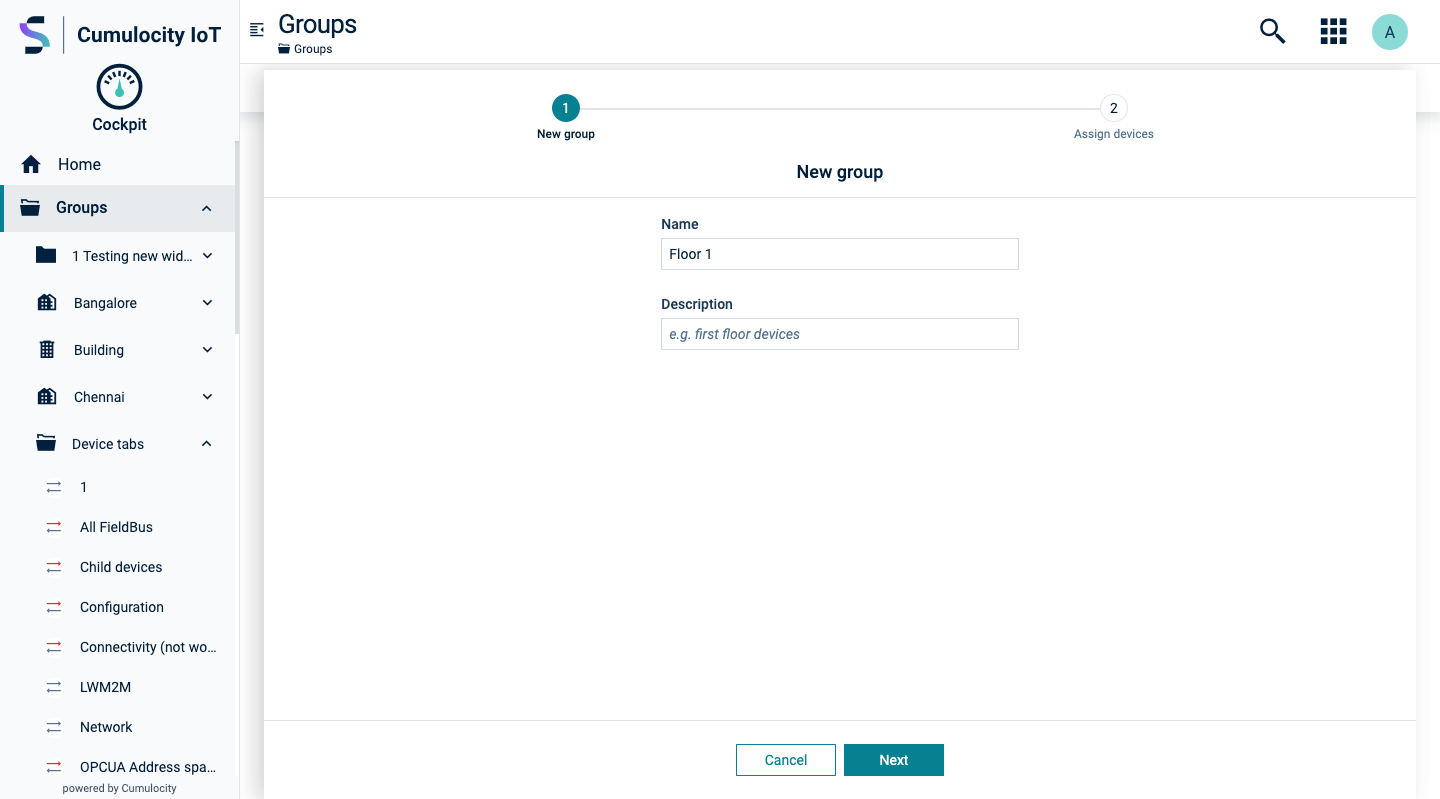 Cumulocity IoT
Cockpit
Home
Groups
1 Testing new wid...
Bangalore
Building
Chennai
Device tabs
1
All FieldBus
Child devices
Configuration
Connectivity (not wo...
LWM2M
Network
OPCUA Address spa...
powered by Cumulocity
Groups
Groups
A
1
New group
2
Assign devices
New group
Name
Floor 1
Description
e.g. first floor devices
Cancel
Next